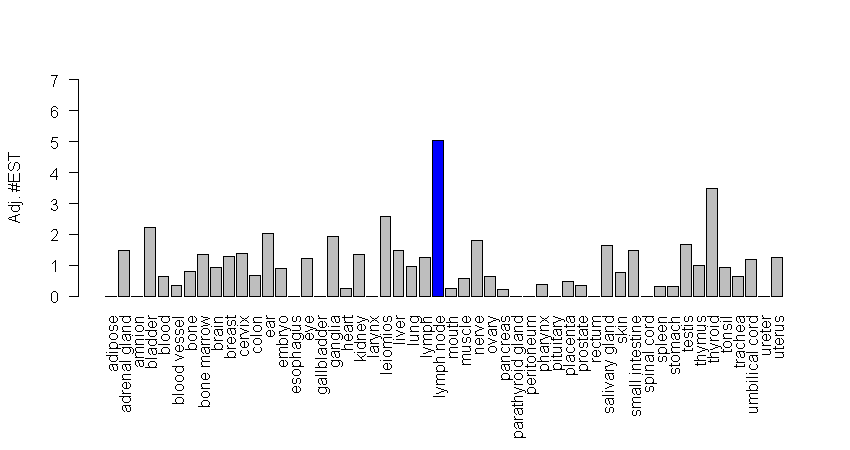 7
6
5
4
3
2
1
0
Adj. #EST
adipose
adrenal gland
amnion
bladder
blood
blood vessel
bone
bone marrow
brain
breast
cervix
colon
ear
embryo
esophagus
eye
gallbladder
ganglia
heart
kidney
larynx
leiomios
liver
lung
lymph
lymph node
mouth
muscle
nerve
ovary
pancreas
parathyroid gland
peritoneum
pharynx
pituitary
placenta
prostate
rectum
salivary gland
skin
small intestine
spinal cord
spleen
stomach
testis
thymus
thyroid
tonsil
trachea
umbilical cord
ureter
uterus